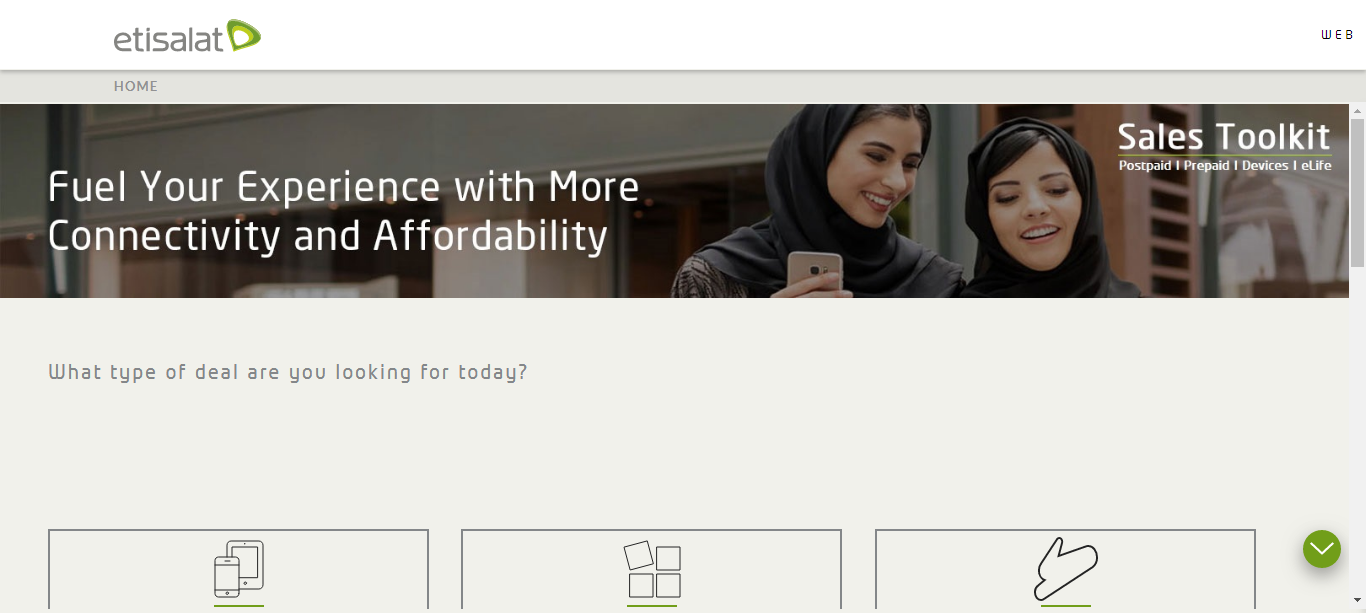 etisalat
WEB
HOME
Sales Toolkit
Postpaid I Prepaid I Devices I eLife
Fuel Your Experience with More
Connectivity and Affordability
What type of deal are you looking for today?